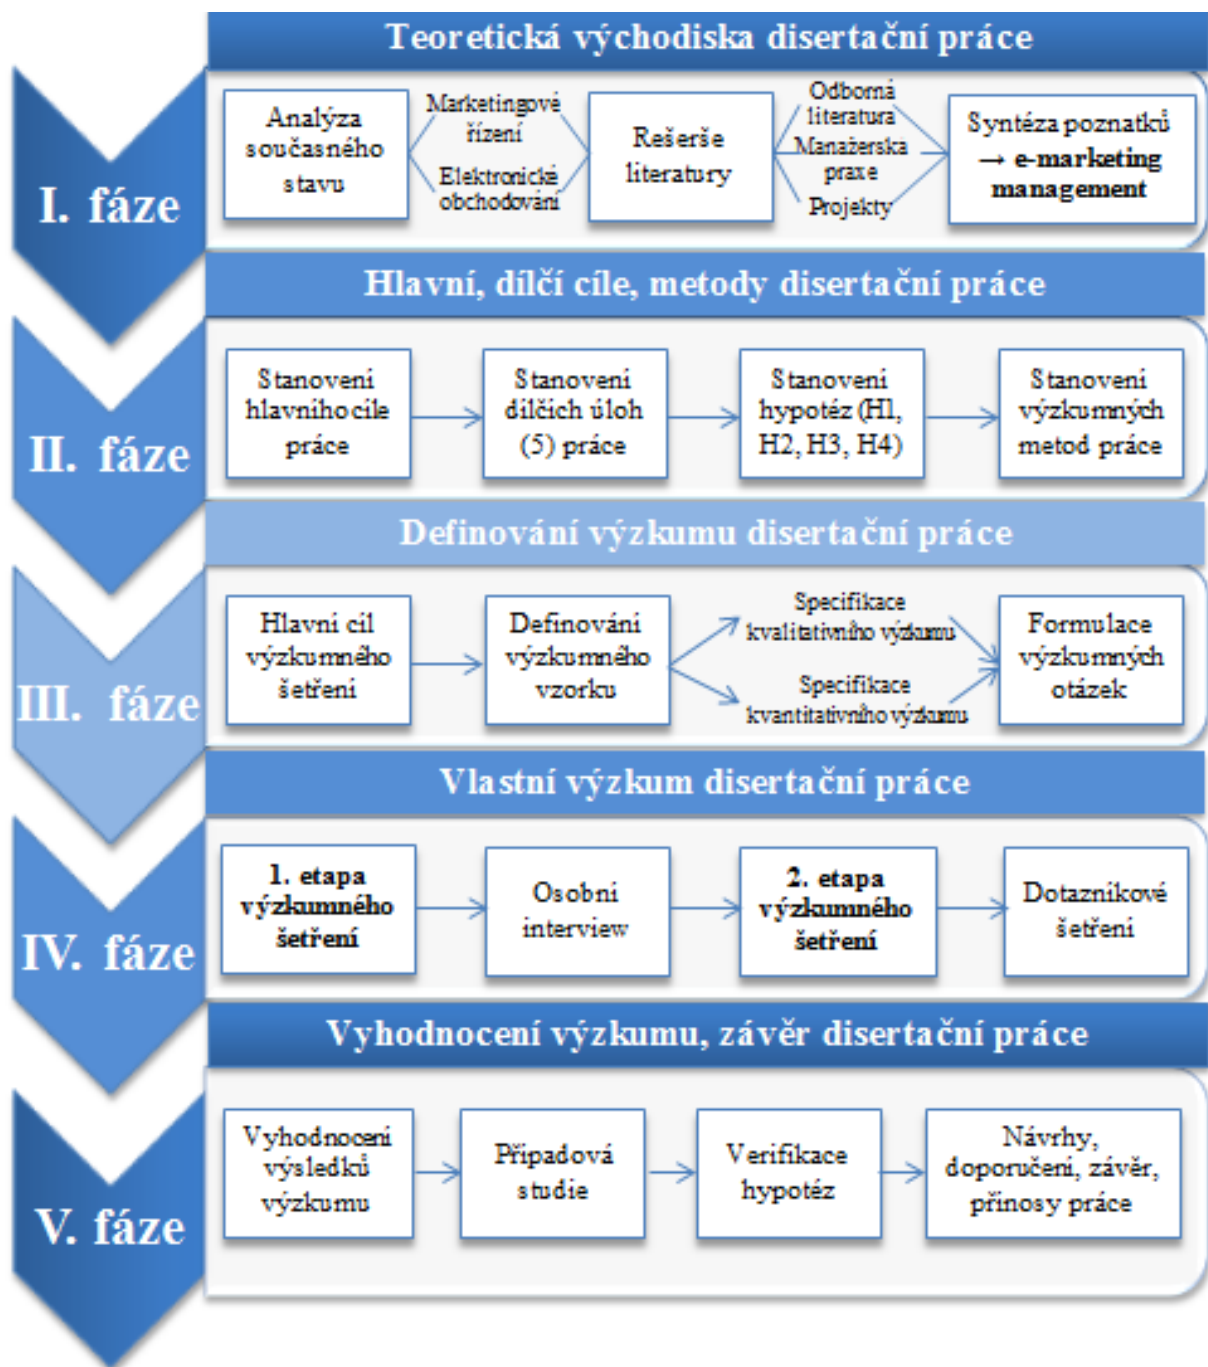 Teoretická východiska disertační práce
I. fáze
Analýza
současného
stavu
Marketingové
řízení
Elektronické
obchodování
Rešerše
literatury
Odborná
literatura
Manažerská
praxe
Projekty
Syntéza poznatků
→ e-marketing
management
Hlavní, dílčí cíle, metody disertační práce
II. fáze
Stanovení
hlavního cíle
práce
Stanovení
dílčích úloh
(5) práce
Stanovení
hypotéz (H1,
H2, H3, H4)
Stanovení
výzkumných
metod práce
Definování výzkumu disertační práce
III. fáze
Hlavní cíl
výzkumného
šetření
Definování
výzkumného
vzorku
Specifikace
kvalitativního výzkumu
Specifikace
kvantitativního výzkumu
Formulace
výzkumných
otázek
Vlastní výzkum disertační práce
IV. fáze
1. etapa
výzkumného
šetření
Osobní
interview
2. etapa
výzkumného
šetření
Dotazníkové
šetření
Vyhodnocení výzkumu, závěr disertační práce
V. fáze
Vyhodnocení
výsledků
výzkumu
Případová
studie
Verifikace
hypotéz
Návrhy,
doporučení, závěr,
přínosy práce